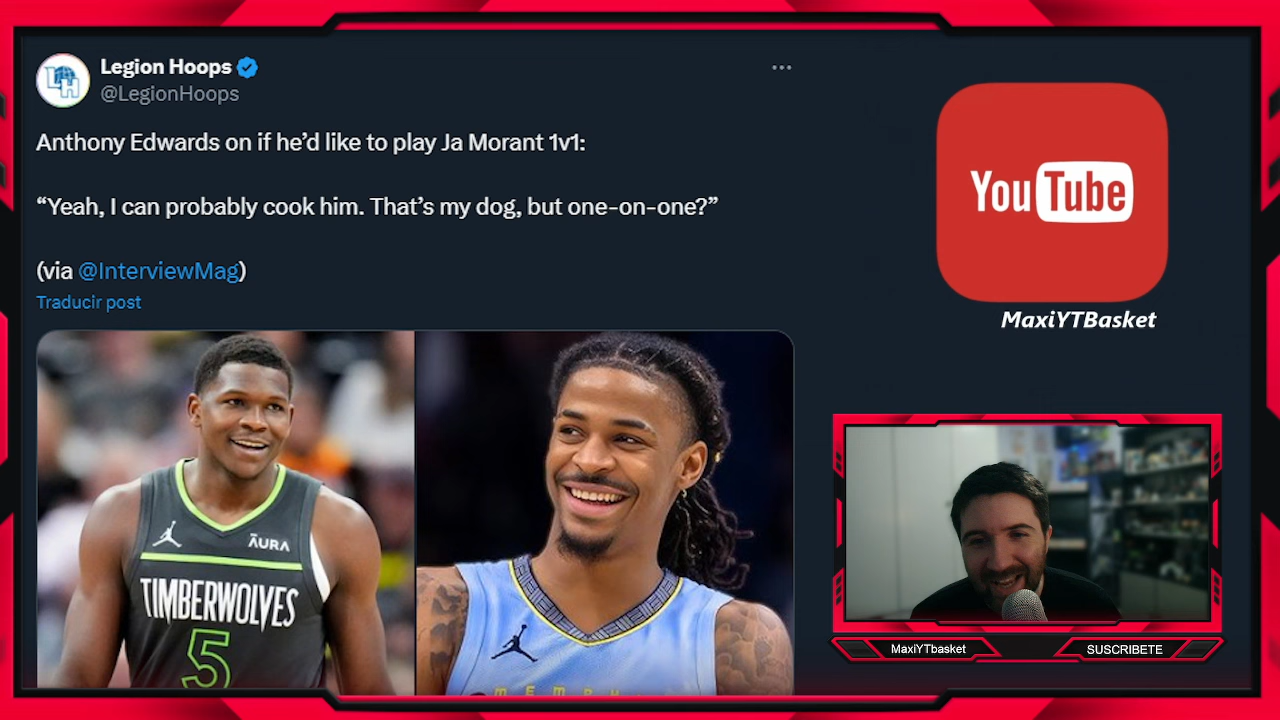 Legion Hoops
@LegionHoops
Anthony Edwards on if he’d like to play Ja Morant 1v1:
“Yeah, I can probably cook him. That’s my dog, but one-on-one?”
(via @InterviewMag)
Traducir post
YouTube
MaxiYTBasket
AURA
TIMBERWOLVES
5
MEMPH
MaxiYTbasket
SUSCRIBETE